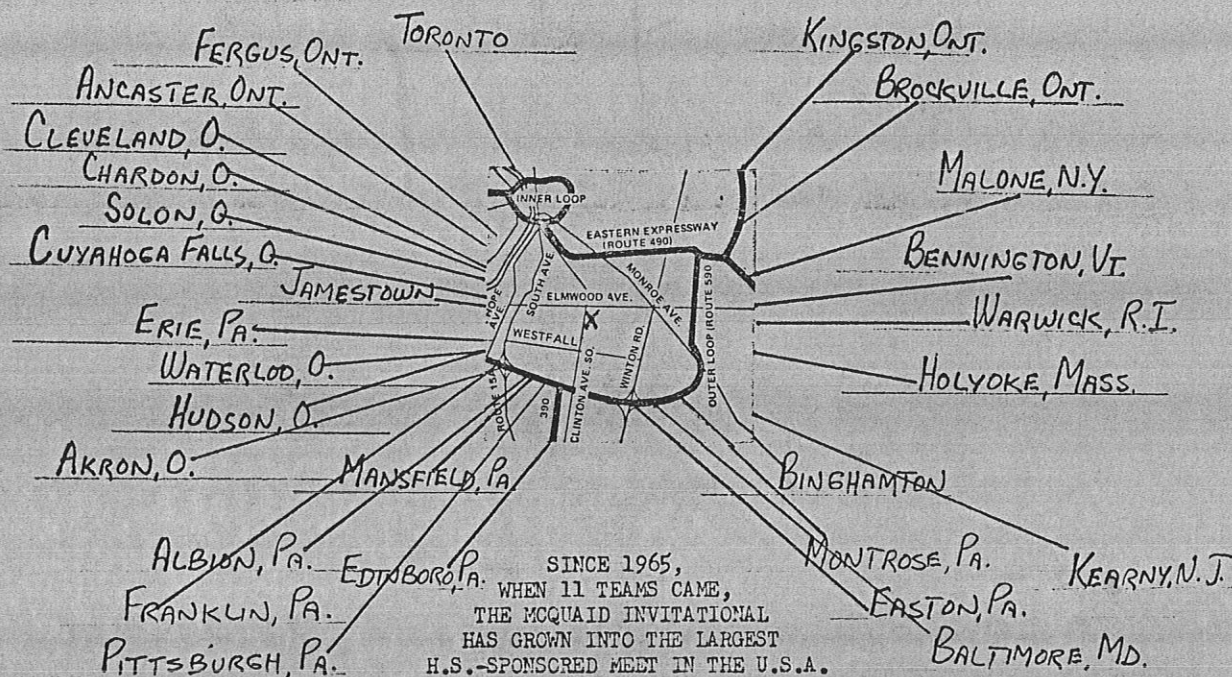 TORONTO
FERGUS, ONT.
ANCASTER, ONT.
CLEVELAND, O.
CHARDON, O.
SOLON, O.
CUYAHOGA FALLS, O.
JAMESTOWN
ERIE, PA.
WATERLOO, O.
HUDSON, O.
AKRON, O.
MANSFIELD, PA
ALBION, PA.
EDINBORO, PA.
FRANKLIN, PA.
PITTSBURGH, PA.
KINGSTON, ONT.
BROCKVILLE, ONT.
MALONE, N.Y.
BENNINGTON, VT.
WARWICK, R.I.
HOLYOKE, MASS.
BINGHAMTON
MONTROSE, PA.
KEARNY, N.J.
EASTON, PA.
BALTIMORE, MD.
INNER LOOP
EASTERN EXPRESSWAY
(ROUTE 490)
HOPE
AVE
SOUTH AVE.
ELMWOOD AVE.
MONROE AVE.
X
WESTFALL
WINTON RD.
OUTER LOOP (ROUTE 590
ROUTE 15A
390
CLINTON AVE. SO.
SINCE 1965,
WHEN 11 TEAMS CAME,
THE MCQUAID INVITATIONAL
HAS GROWN INTO THE LARGEST
H.S.-SPONSCRED MEET IN THE U.S.A.